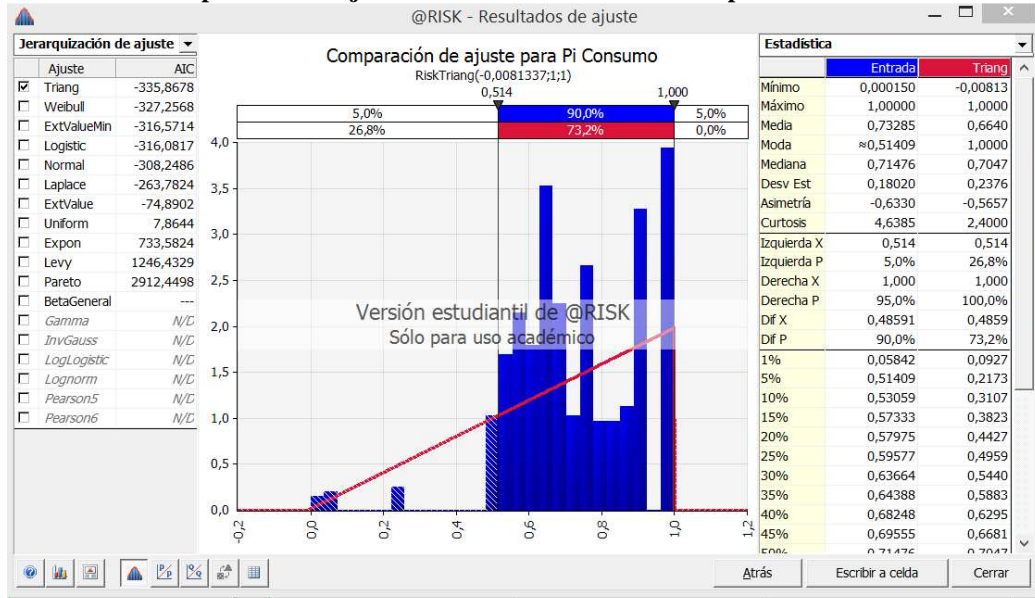 @RISK - Resultados de ajuste
Jerarquización de ajuste
Ajuste AIC
Triang -335,8678
Weibull -327,2568
ExtValueMin -316,5714
Logistic -316,0817
Normal -308,2486
Laplace -263,7824
ExtValue -74,8902
Uniform 7,8644
Expon 733,5824
Levy 1246,4329
Pareto 2912,4498
BetaGeneral ---
Gamma N/D
InvGauss N/D
LogLogistic N/D
Lognorm N/D
Pearson5 N/D
Pearson6 N/D
Comparación de ajuste para Pi Consumo
RiskTriang(-0,0081337;1;1)
0,514 1,000
5,0% 90,0% 5,0%
26,8% 73,2% 0,0%
4,0
3,5
3,0
2,5
2,0
1,5
1,0
0,5
0,0
Versión estudiantil de @RISK
Sólo para uso académico
-0,2 0,0 0,2 0,4 0,6 0,8 1,0 1,2
Estadística
Entrada Triang
Mínimo 0,000150 -0,00813
Máximo 1,00000 1,0000
Media 0,73285 0,6640
Moda ≈0,51409 1,0000
Mediana 0,71476 0,7047
Desv Est 0,18020 0,2376
Asimetría -0,6330 -0,5657
Curtosis 4,6385 2,4000
Izquierda X 0,514 0,514
Izquierda P 5,0% 26,8%
Derecha X 1,000 1,000
Derecha P 95,0% 100,0%
Dif X 0,48591 0,4859
Dif P 90,0% 73,2%
1% 0,05842 0,0927
5% 0,51409 0,2173
10% 0,53059 0,3107
15% 0,57333 0,3823
20% 0,57975 0,4427
25% 0,59577 0,4959
30% 0,63664 0,5440
35% 0,64388 0,5883
40% 0,68248 0,6295
45% 0,69555 0,6681
50% 0,71476 0,7047
Atrás Escribir a celda Cerrar